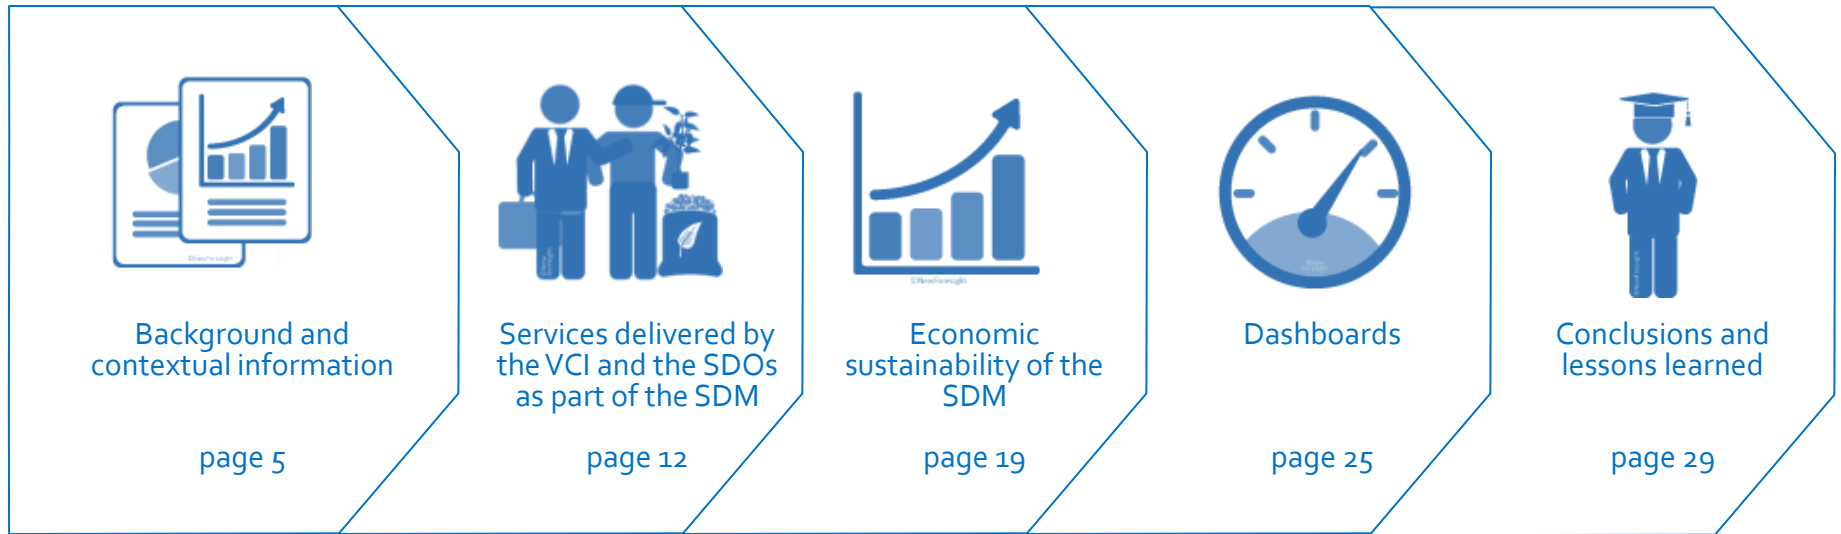 Background and
contextual information
page 5
Services delivered by
the VCI and the SDOs
as part of the SDM
page 12
Economic
sustainability of the
SDM
page 19
Dashboards
page 25
Conclusions and
lessons learned
page 29
©NewForesight